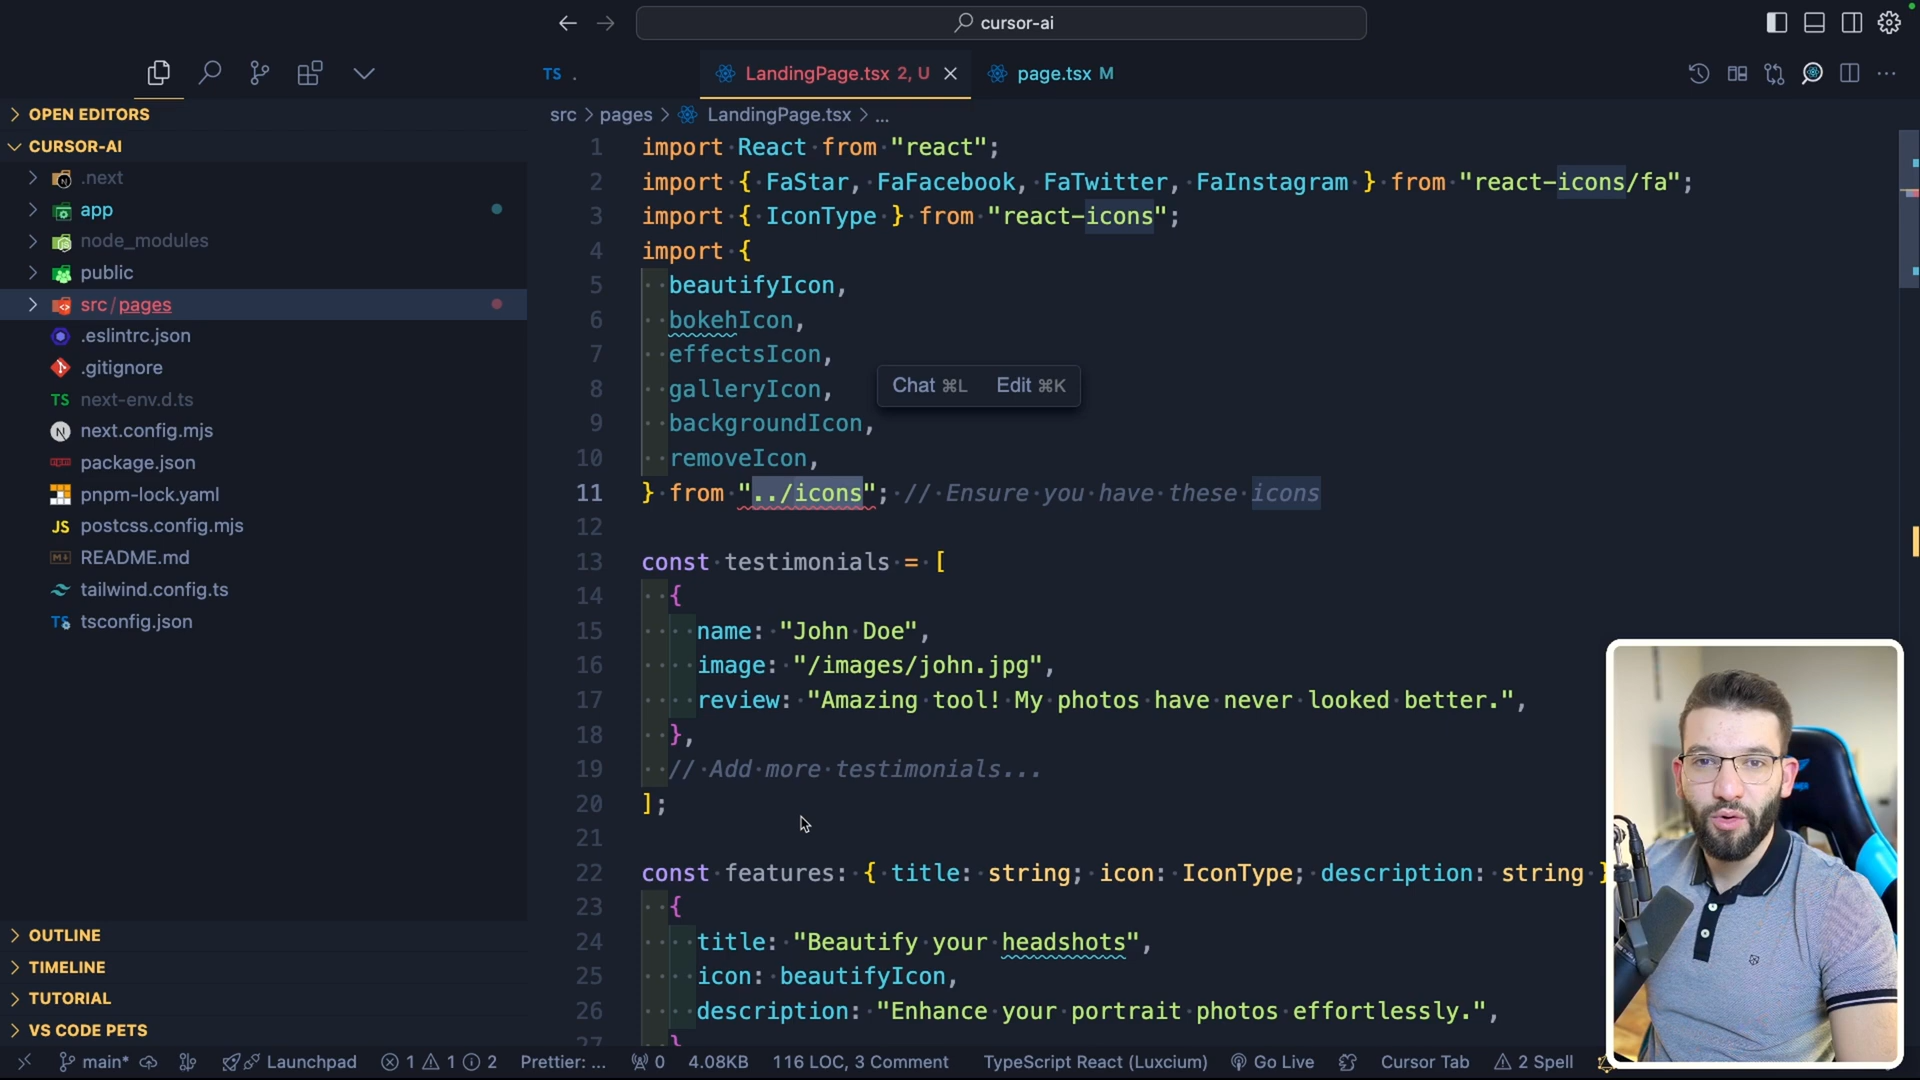 cursor-ai
TS .
LandingPage.tsx 2, U
page.tsx M
OPEN EDITORS
src > pages > LandingPage.tsx > ...
CURSOR-AI
.next
app
node_modules
public
src/pages
.eslintrc.json
.gitignore
next-env.d.ts
next.config.mjs
package.json
pnpm-lock.yaml
postcss.config.mjs
README.md
tailwind.config.ts
tsconfig.json
OUTLINE
TIMELINE
TUTORIAL
VS CODE PETS
1 import React from "react";
2 import { FaStar, FaFacebook, FaTwitter, FaInstagram } from "react-icons/fa";
3 import { IconType } from "react-icons";
4 import {
5 beautifyIcon,
6 bokehIcon,
7 effectsIcon,
8 galleryIcon,
Chat ⌘L Edit ⌘K
9 backgroundIcon,
10 removeIcon,
11 } from "../icons"; // Ensure you have these icons
12
13 const testimonials = [
14 {
15 name: "John Doe",
16 image: "/images/john.jpg",
17 review: "Amazing tool! My photos have never looked better.",
18 },
19 // Add more testimonials...
20 ];
21
22 const features: { title: string; icon: IconType; description: string }
23 {
24 title: "Beautify your headshots",
25 icon: beautifyIcon,
26 description: "Enhance your portrait photos effortlessly.",
27 }
main* Launchpad 1 1 2 Prettier: ... 0 4.08KB 116 LOC, 3 Comment TypeScript React (Luxcium) Go Live Cursor Tab 2 Spell